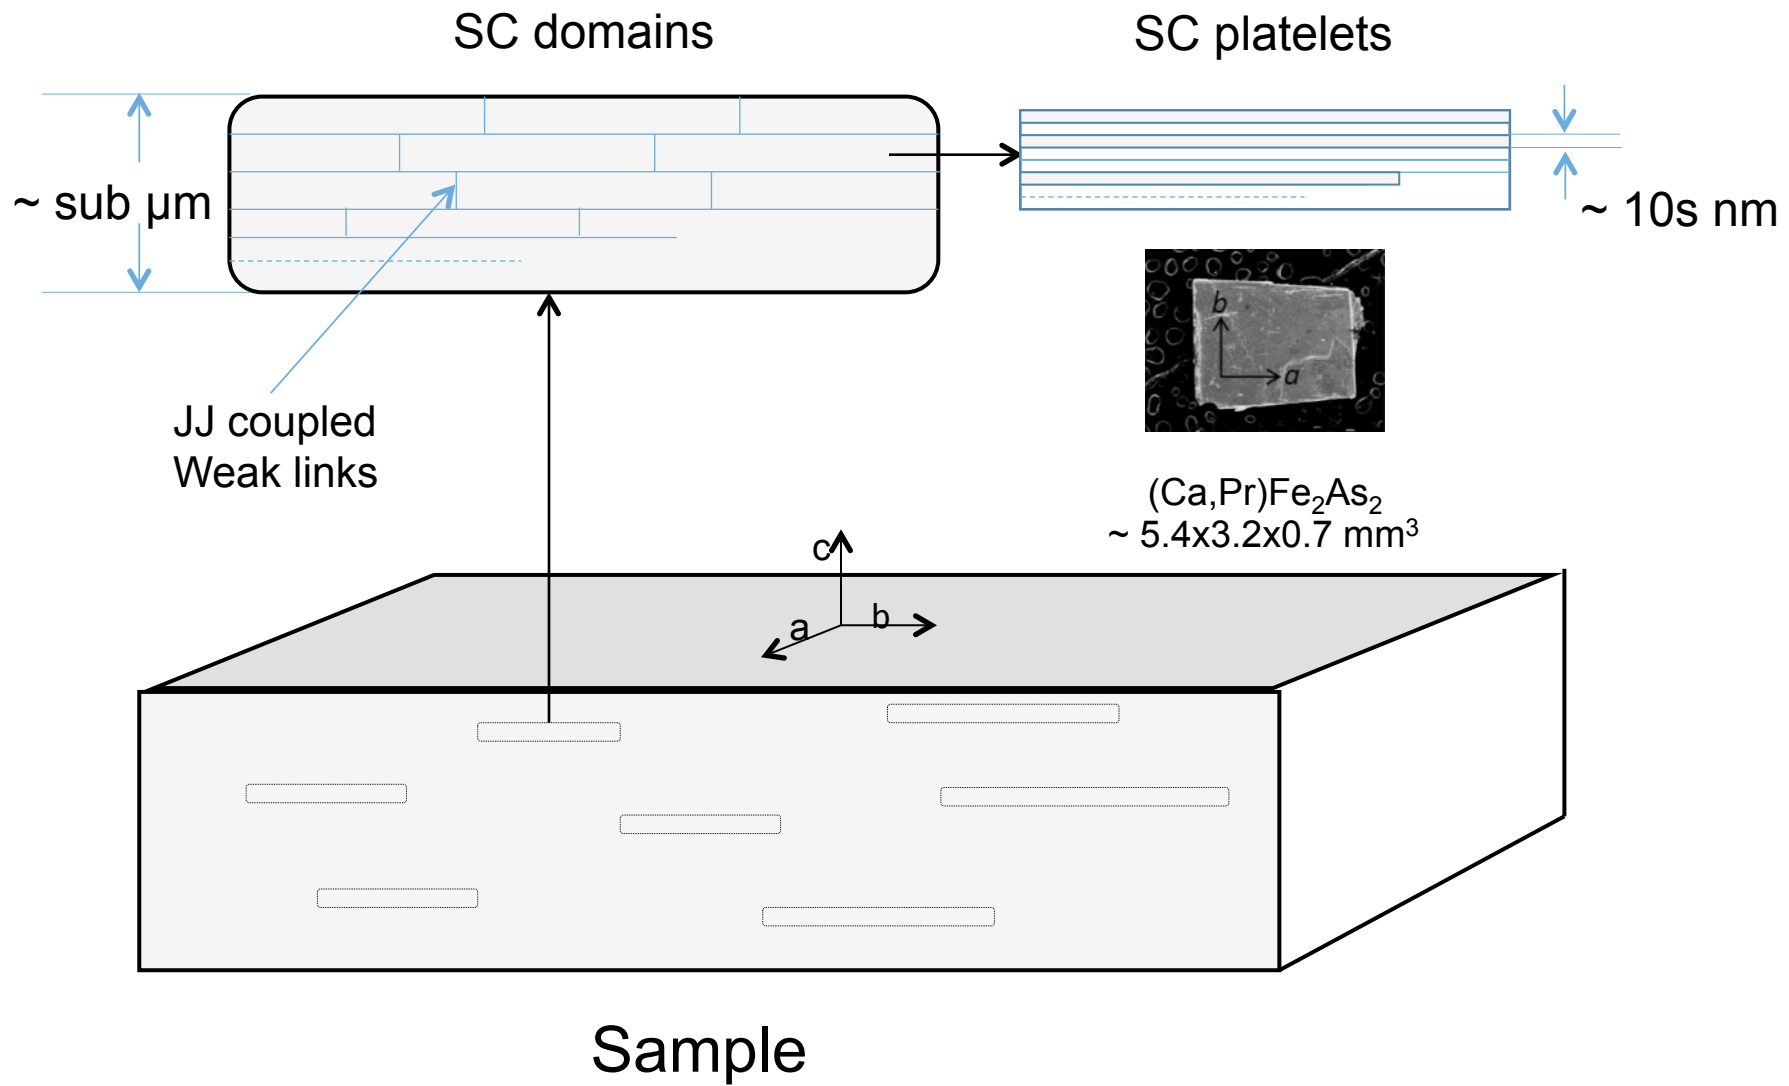 SC domains
SC platelets
~ sub µm
~ 10s nm
b
a
JJ coupled
Weak links
(Ca,Pr)Fe₂As₂
~ 5.4x3.2x0.7 mm³
c
a
b
Sample